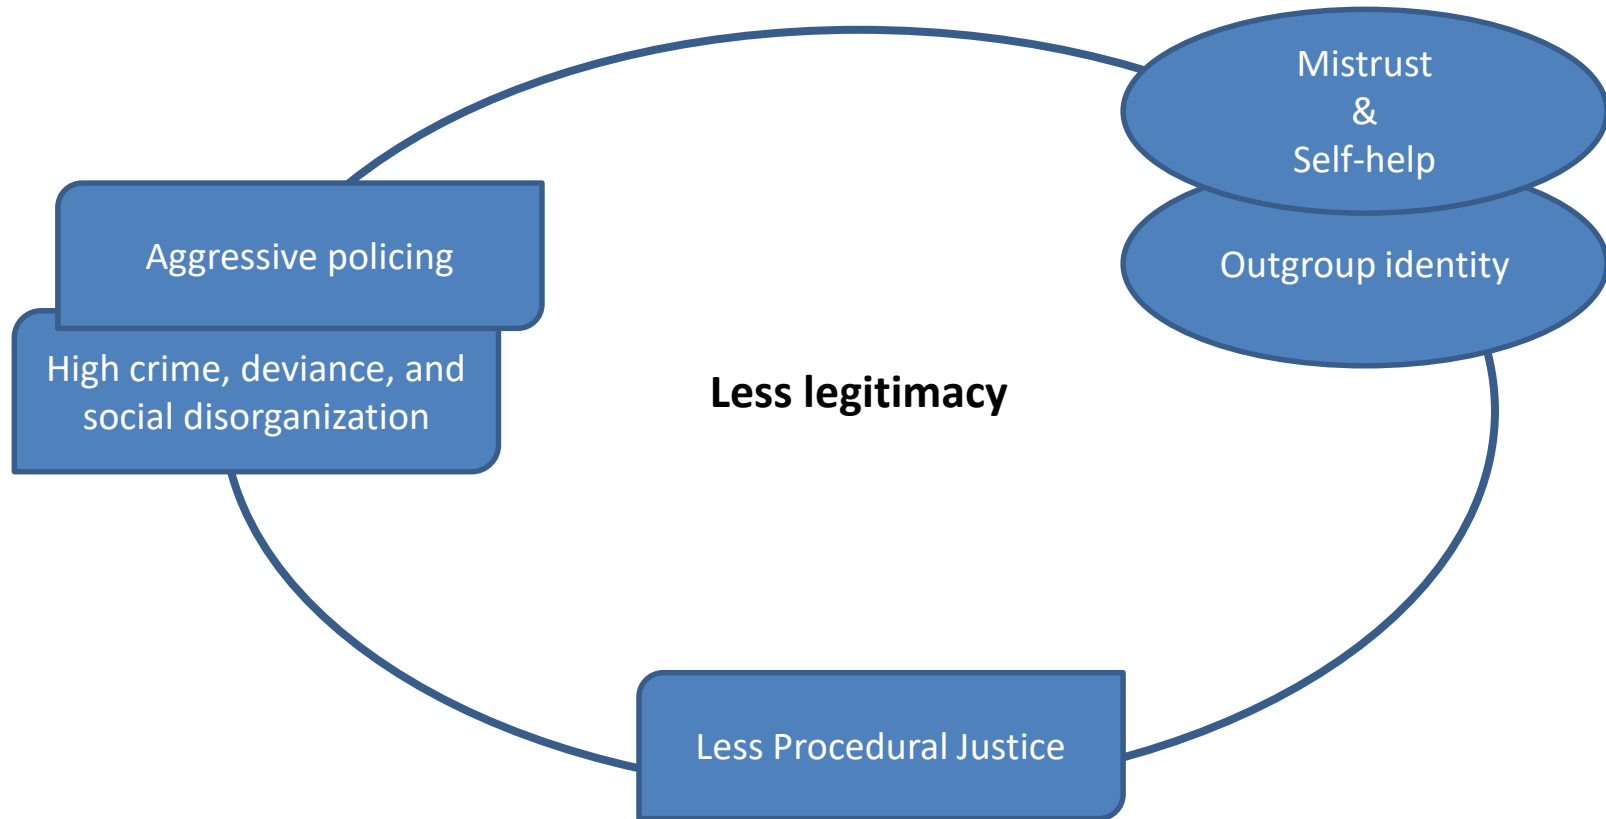 Mistrust
&
Self-help
Outgroup identity
Aggressive policing
High crime, deviance, and
social disorganization
Less legitimacy
Less Procedural Justice